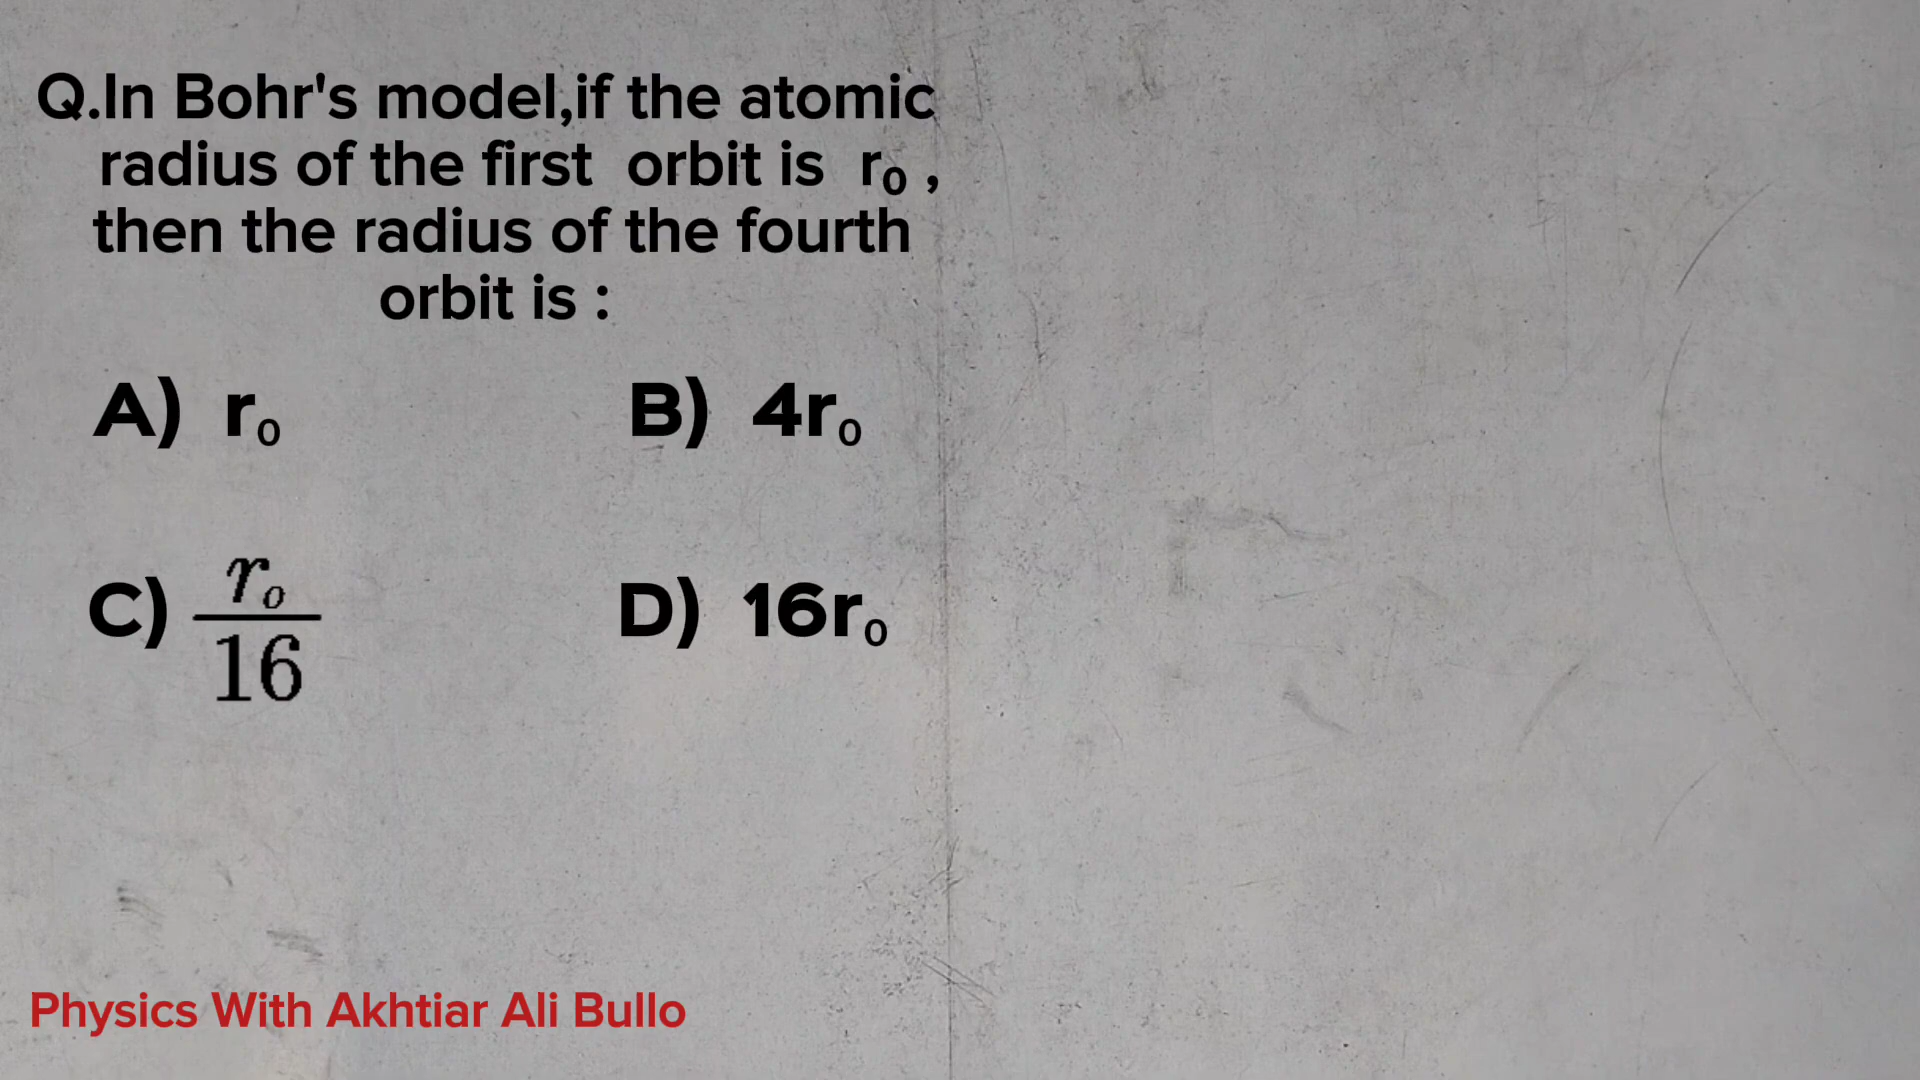 Q.In Bohr's model,if the atomic
radius of the first orbit is r₀ ,
then the radius of the fourth
orbit is :
A) r₀
B) 4r₀
C) r₀/16
D) 16r₀
Physics With Akhtiar Ali Bullo